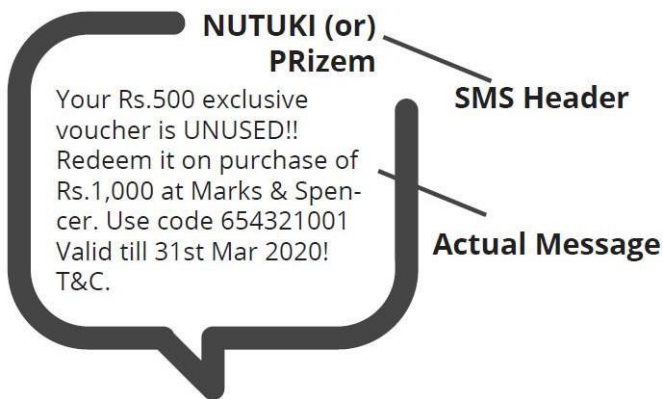 NUTUKI (or)
PRizem
SMS Header
Your Rs.500 exclusive
voucher is UNUSED!!
Redeem it on purchase of
Rs.1,000 at Marks & Spen-
cer. Use code 654321001
Valid till 31st Mar 2020!
T&C.
Actual Message